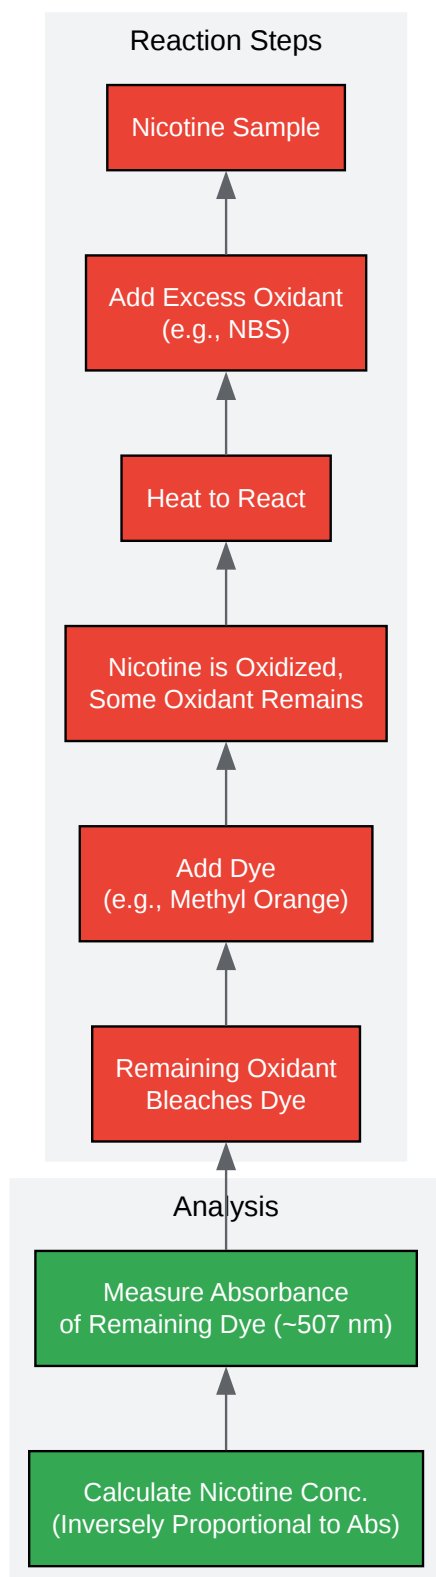 Reaction Steps
Nicotine Sample
Add Excess Oxidant
(e.g., NBS)
Heat to React
Nicotine is Oxidized,
Some Oxidant Remains
Add Dye
(e.g., Methyl Orange)
Remaining Oxidant
Bleaches Dye
Analysis
Measure Absorbance
of Remaining Dye (~507 nm)
Calculate Nicotine Conc.
(Inversely Proportional to Abs)